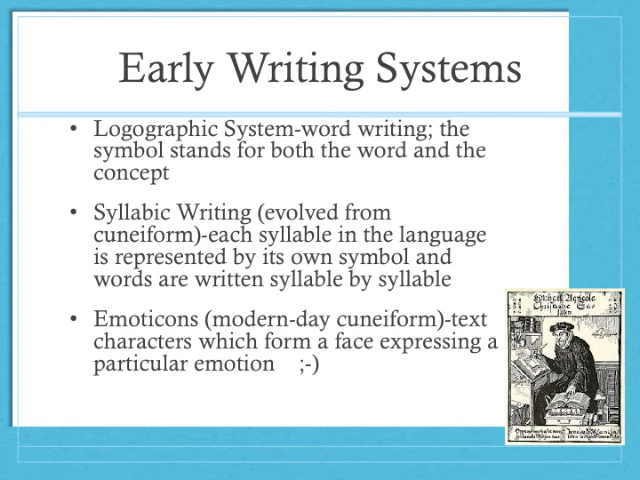 Early Writing Systems
• Logographic System-word writing; the
symbol stands for both the word and the
concept
• Syllabic Writing (evolved from
cuneiform)-each syllable in the language
is represented by its own symbol and
words are written syllable by syllable
• Emoticons (modern-day cuneiform)-text
characters which form a face expressing a
particular emotion ;-)
Michael Agricola